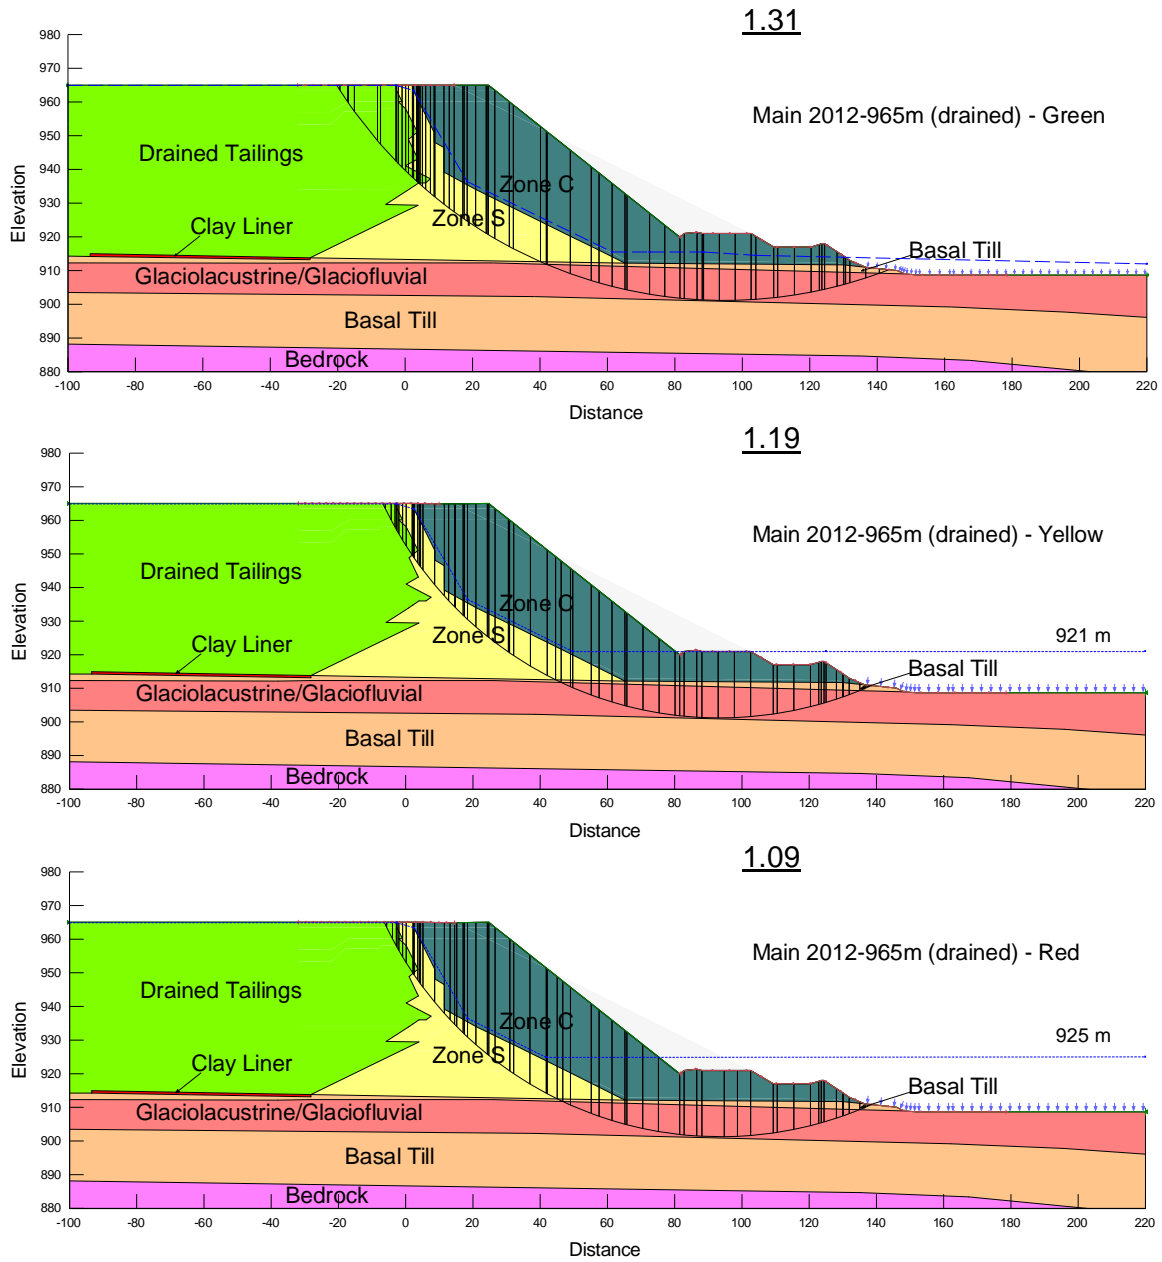 1.31
980
970
960
950
940
930
920
910
900
890
880
Elevation
Main 2012-965m (drained) - Green
Drained Tailings
Zone C
Zone S
Clay Liner
Basal Till
Glaciolacustrine/Glaciofluvial
Basal Till
Bedrock
-100 -80 -60 -40 -20 0 20 40 60 80 100 120 140 160 180 200 220
Distance
1.19
980
970
960
950
940
930
920
910
900
890
880
Elevation
Main 2012-965m (drained) - Yellow
Drained Tailings
Zone C
Zone S
921 m
Clay Liner
Basal Till
Glaciolacustrine/Glaciofluvial
Basal Till
Bedrock
-100 -80 -60 -40 -20 0 20 40 60 80 100 120 140 160 180 200 220
Distance
1.09
980
970
960
950
940
930
920
910
900
890
880
Elevation
Main 2012-965m (drained) - Red
Drained Tailings
Zone C
925 m
Zone S
Clay Liner
Basal Till
Glaciolacustrine/Glaciofluvial
Basal Till
Bedrock
-100 -80 -60 -40 -20 0 20 40 60 80 100 120 140 160 180 200 220
Distance